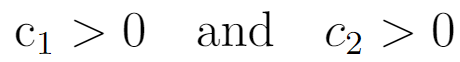 c₁ > 0 and c₂ > 0